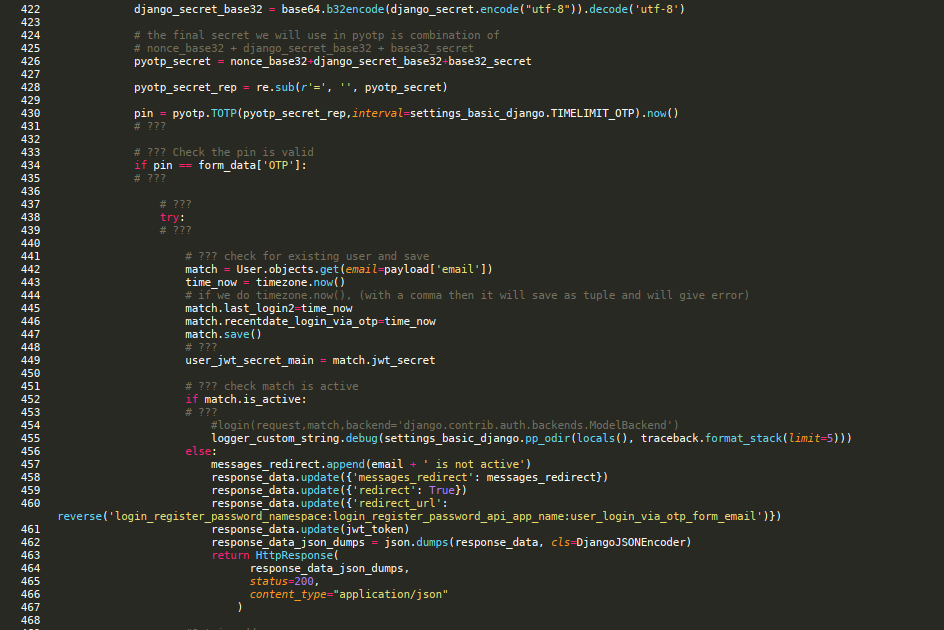 422 django_secret_base32 = base64.b32encode(django_secret.encode("utf-8")).decode('utf-8')
423
424 # the final secret we will use in pyotp is combination of
425 # nonce_base32 + django_secret_base32 + base32_secret
426 pyotp_secret = nonce_base32+django_secret_base32+base32_secret
427
428 pyotp_secret_rep = re.sub(r'=', '', pyotp_secret)
429
430 pin = pyotp.TOTP(pyotp_secret_rep,interval=settings_basic_django.TIMELIMIT_OTP).now()
431 # ???
432
433 # ??? Check the pin is valid
434 if pin == form_data['OTP']:
435 # ???
436
437 # ???
438 try:
439 # ???
440
441 # ??? check for existing user and save
442 match = User.objects.get(email=payload['email'])
443 time_now = timezone.now()
444 # if we do timezone.now(), (with a comma then it will save as tuple and will give error)
445 match.last_login2=time_now
446 match.recentdate_login_via_otp=time_now
447 match.save()
448 # ???
449 user_jwt_secret_main = match.jwt_secret
450
451 # ??? check match is active
452 if match.is_active:
453 # ???
454 #login(request,match,backend='django.contrib.auth.backends.ModelBackend')
455 logger_custom_string.debug(settings_basic_django.pp_odir(locals(), traceback.format_stack(limit=5)))
456 else:
457 messages_redirect.append(email + ' is not active')
458 response_data.update({'messages_redirect': messages_redirect})
459 response_data.update({'redirect': True})
460 response_data.update({'redirect_url':
reverse('login_register_password_namespace:login_register_password_api_app_name:user_login_via_otp_form_email')})
461 response_data.update(jwt_token)
462 response_data_json_dumps = json.dumps(response_data, cls=DjangoJSONEncoder)
463 return HttpResponse(
464 response_data_json_dumps,
465 status=200,
466 content_type="application/json"
467 )
468